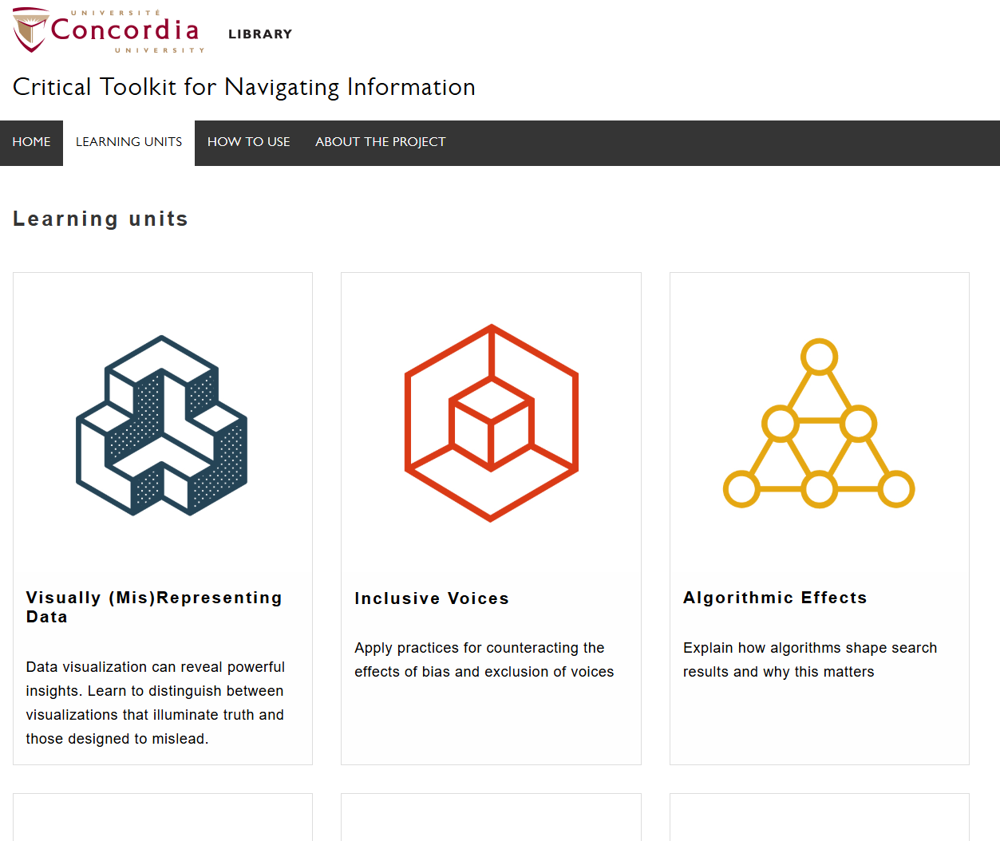 UNIVERSITÉ
Concordia
UNIVERSITY
LIBRARY
Critical Toolkit for Navigating Information
HOME
LEARNING UNITS
HOW TO USE
ABOUT THE PROJECT
Learning units
Visually (Mis)Representing
Data
Data visualization can reveal powerful
insights. Learn to distinguish between
visualizations that illuminate truth and
those designed to mislead.
Inclusive Voices
Apply practices for counteracting the
effects of bias and exclusion of voices
Algorithmic Effects
Explain how algorithms shape search
results and why this matters